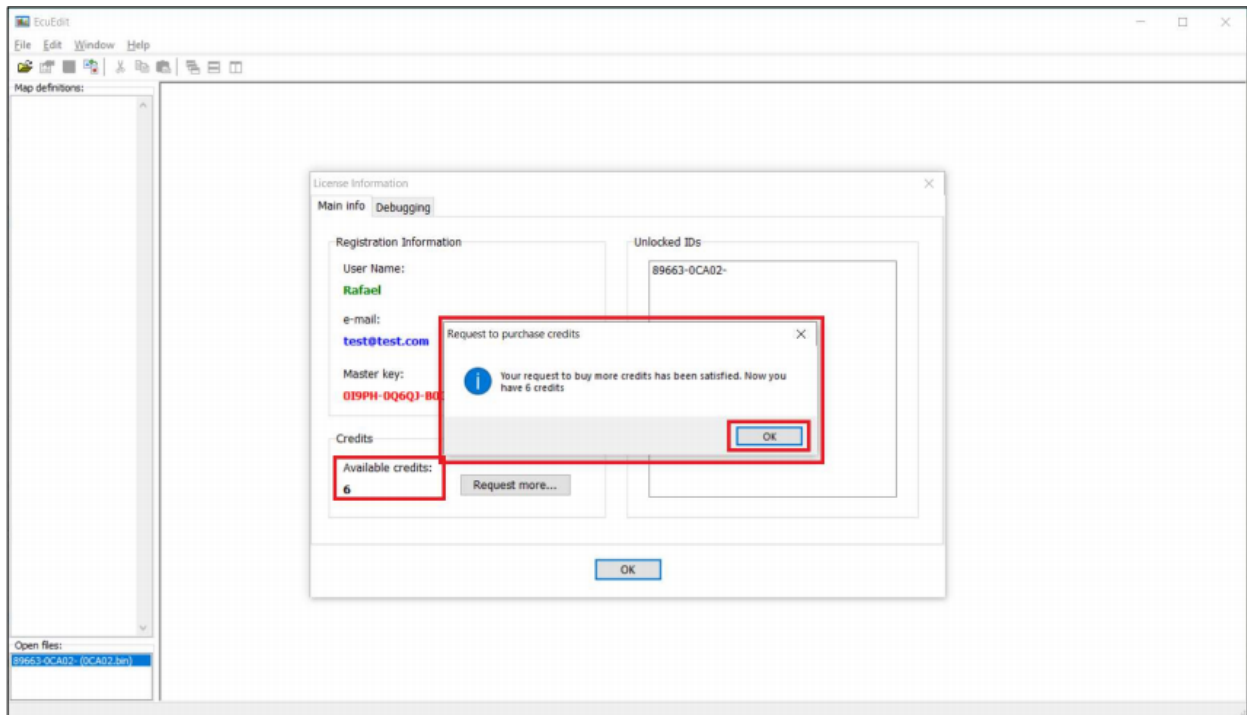 EcuEdit
File Edit Window Help
Map definitions:
License Information
Main info Debugging
Registration Information
User Name:
Rafael
e-mail:
test@test.com
Master key:
0I9PH-0Q6QJ-B0
Credits
Available credits:
6
Request more...
Unlocked IDs
89663-0CA02-
Request to purchase credits
Your request to buy more credits has been satisfied. Now you
have 6 credits
OK
OK
Open files:
89663-0CA02- (0CA02.bin)